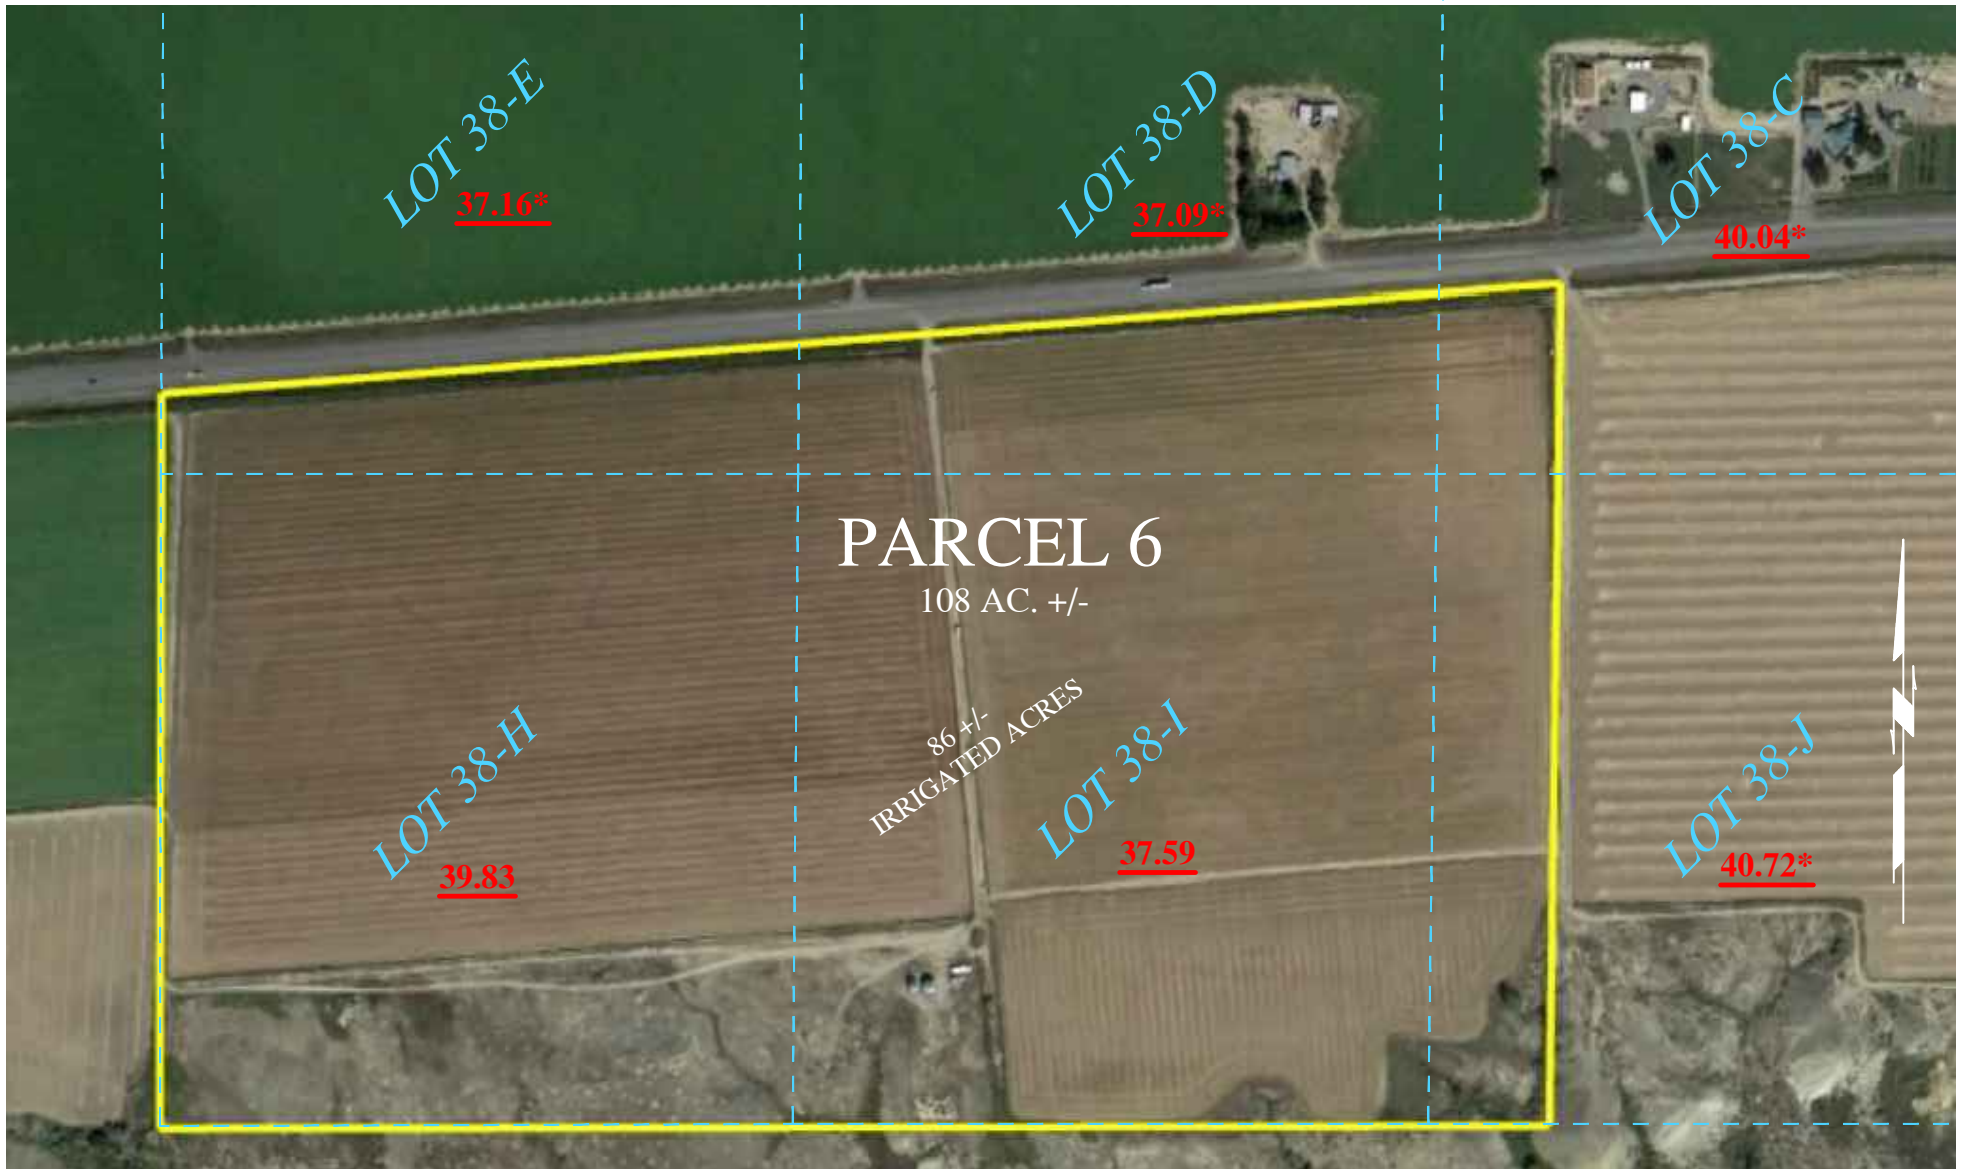 LOT 38-E
37.16*
LOT 38-D
37.09*
LOT 38-C
40.04*
PARCEL 6
108 AC. +/-
86 +/-
IRRIGATED ACRES
LOT 38-H
39.83
LOT 38-I
37.59
LOT 38-J
40.72*
N